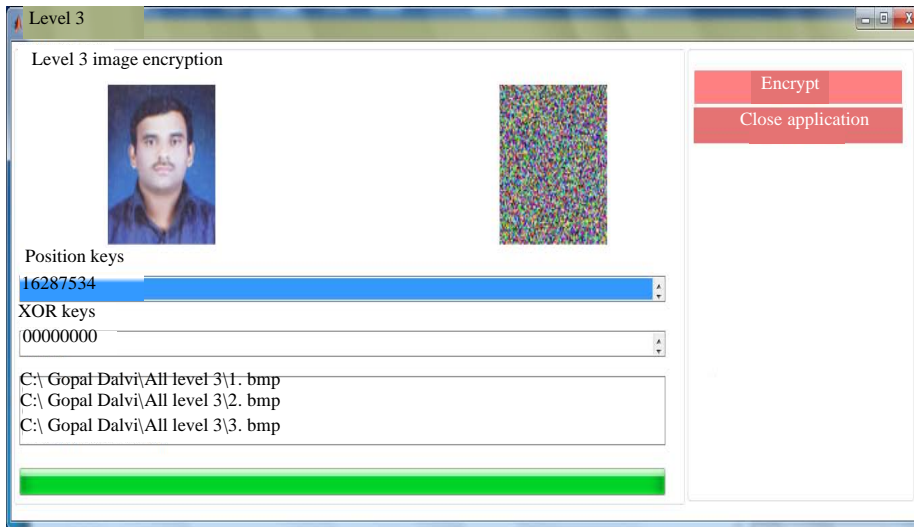 Level 3
Level 3 image encryption
Encrypt
Close application
Position keys
16287534
XOR keys
00000000
C:\ Gopal Dalvi\All level 3\1. bmp
C:\ Gopal Dalvi\All level 3\2. bmp
C:\ Gopal Dalvi\All level 3\3. bmp